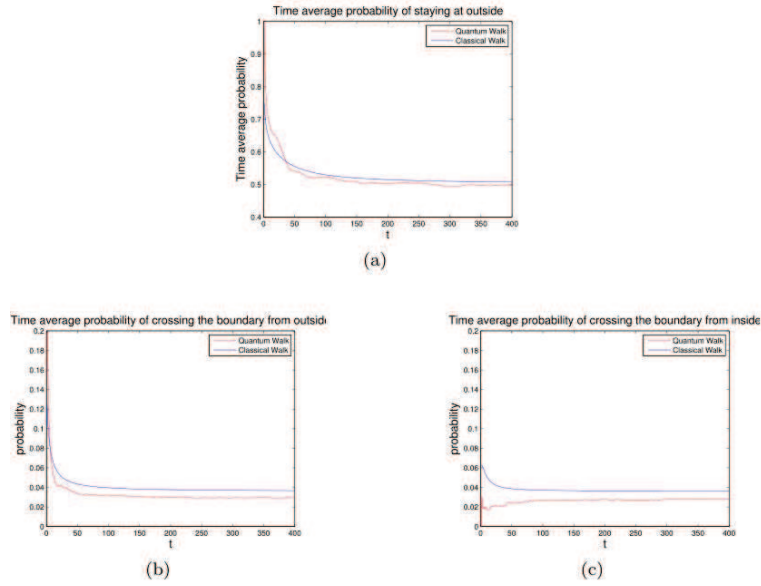 Time average probability of staying at outside
Quantum Walk
Classical Walk
Time average probability
1
0.9
0.8
0.7
0.6
0.5
0.4
0 50 100 150 200 250 300 350 400
t
(a)
Time average probability of crossing the boundary from outside
Quantum Walk
Classical Walk
probability
0.2
0.18
0.16
0.14
0.12
0.1
0.08
0.06
0.04
0.02
0
0 50 100 150 200 250 300 350 400
t
(b)
Time average probability of crossing the boundary from inside
Quantum Walk
Classical Walk
probability
0.2
0.18
0.16
0.14
0.12
0.1
0.08
0.06
0.04
0.02
0
0 50 100 150 200 250 300 350 400
t
(c)